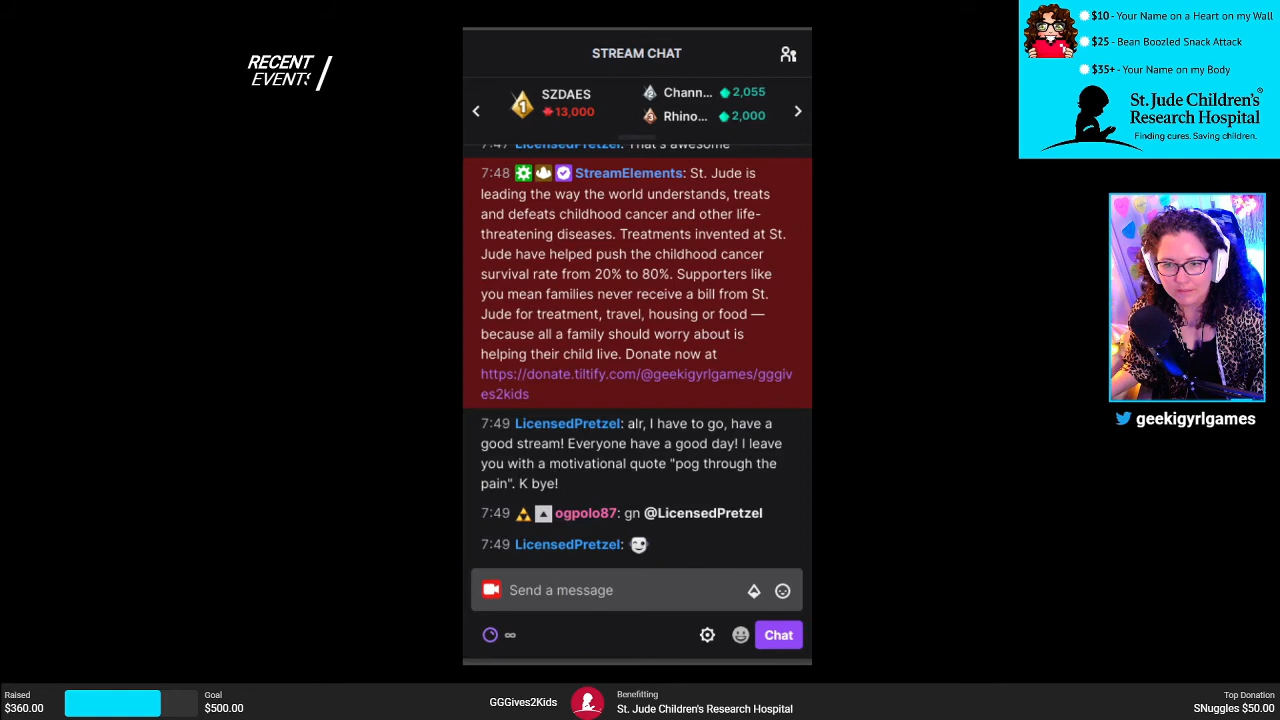 RECENT
EVENTS
STREAM CHAT
1
SZDAES
13,000
2
Chann... 2,055
3
Rhino... 2,000
7:47 LicensedPretzel: That's awesome
7:48 StreamElements: St. Jude is
leading the way the world understands, treats
and defeats childhood cancer and other life-
threatening diseases. Treatments invented at St.
Jude have helped push the childhood cancer
survival rate from 20% to 80%. Supporters like
you mean families never receive a bill from St.
Jude for treatment, travel, housing or food —
because all a family should worry about is
helping their child live. Donate now at
https://donate.tiltify.com/@geekigyrlgames/gggiv
es2kids
7:49 LicensedPretzel: alr, I have to go, have a
good stream! Everyone have a good day! I leave
you with a motivational quote "pog through the
pain". K bye!
7:49 ogpolo87: gn @LicensedPretzel
7:49 LicensedPretzel:
Send a message
∞
Chat
$10 - Your Name on a Heart on my Wall
$25 - Bean Boozled Snack Attack
$35+ - Your Name on my Body
St. Jude Children's®
Research Hospital
Finding cures. Saving children.
geekigyrlgames
Raised
$360.00
Goal
$500.00
GGGives2Kids
Benefitting
St. Jude Children's Research Hospital
Top Donation
SNuggles $50.00